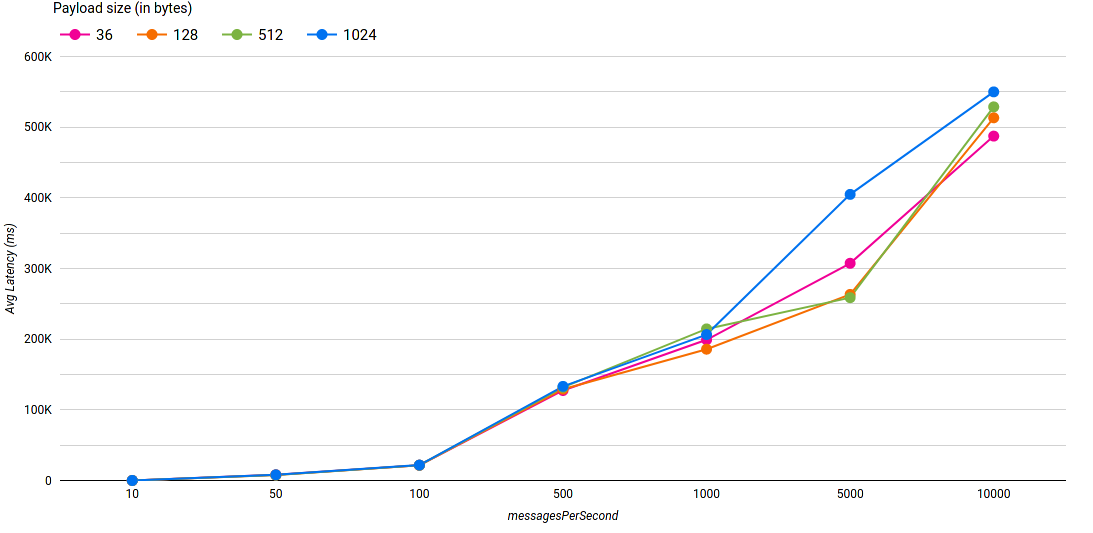 Payload size (in bytes)
36 128 512 1024
600K
500K
400K
300K
200K
100K
0
Avg Latency (ms)
10 50 100 500 1000 5000 10000
messagesPerSecond